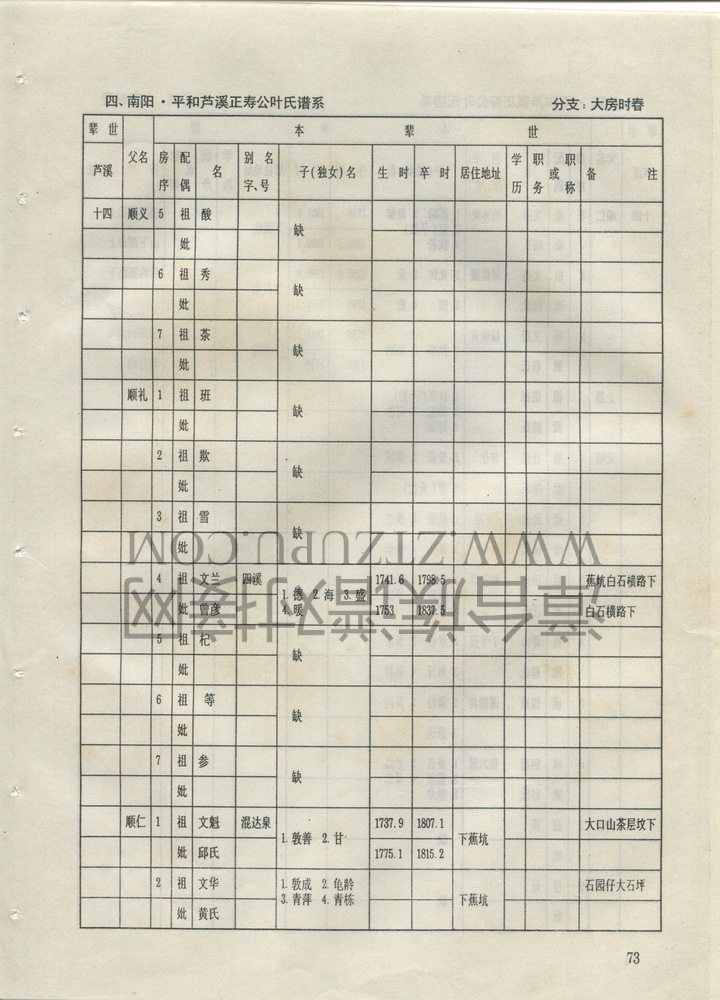 四、南阳·平和芦溪正寿公叶氏谱系 分支：大房时春
辈世 本 辈 世
芦溪 父名 房序 配偶 名 别名字、号 子(独女)名 生时 卒时 居住地址 学历 职务或职称 备注
十四 顺义 5 祖 酸 缺
妣
6 祖 秀 缺
妣
7 祖 茶 缺
妣
顺礼 1 祖 班 缺
妣
2 祖 欺 缺
妣
3 祖 雪 缺
妣
4 祖 文兰 四溪 1.德 2.海 3.盛 1741.6 1798.5 蕉坑白石横路下
妣 曾彦 4.暖 1753 1837.5 白石横路下
5 祖 杞 缺
妣
6 祖 等 缺
妣
7 祖 参 缺
妣
顺仁 1 祖 文魁 混达泉 1.敦善 2.甘 1737.9 1807.1 下蕉坑 大口山茶层坟下
妣 邱氏 1775.1 1815.2
2 祖 文华 1.敦成 2.龟龄 下蕉坑 石园仔大石坪
妣 黄氏 3.青萍 4.青栋
WWW.ZTZUPU.COM
漳台族谱对接网
73